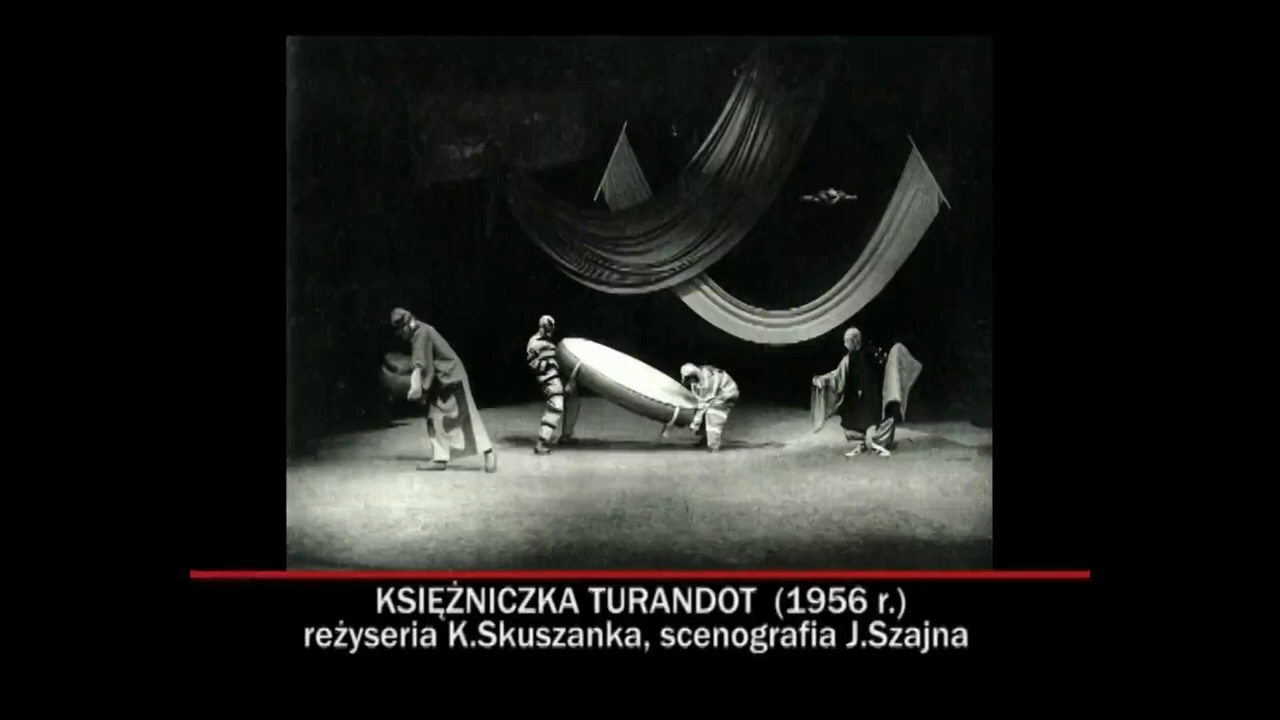 KSIĘŻNICZKA TURANDOT (1956 r.)
reżyseria K.Skuszanka, scenografia J.Szajna